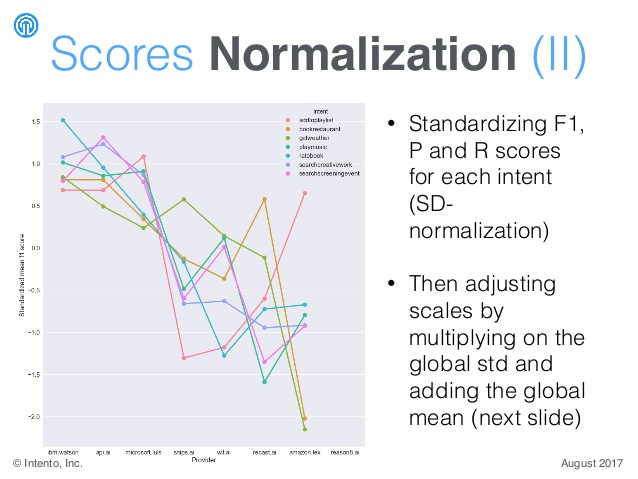 Scores Normalization (II)
intent
addtoplaylist
bookrestaurant
getweather
playmusic
ratebook
searchcreativework
searchscreeningevent
1.5
1.0
0.5
0.0
−0.5
−1.0
−1.5
−2.0
Standardized mean f1 score
ibm.watson api.ai microsoft.luis snips.ai wit.ai recast.ai amazon.lex reason8.ai
Provider
• Standardizing F1,
P and R scores
for each intent
(SD-
normalization)
• Then adjusting
scales by
multiplying on the
global std and
adding the global
mean (next slide)
© Intento, Inc.
August 2017